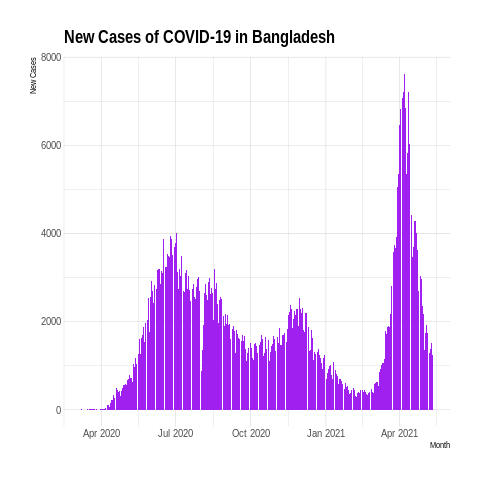 New Cases of COVID-19 in Bangladesh
New Cases
8000
6000
4000
2000
0
Apr 2020 Jul 2020 Oct 2020 Jan 2021 Apr 2021
Month